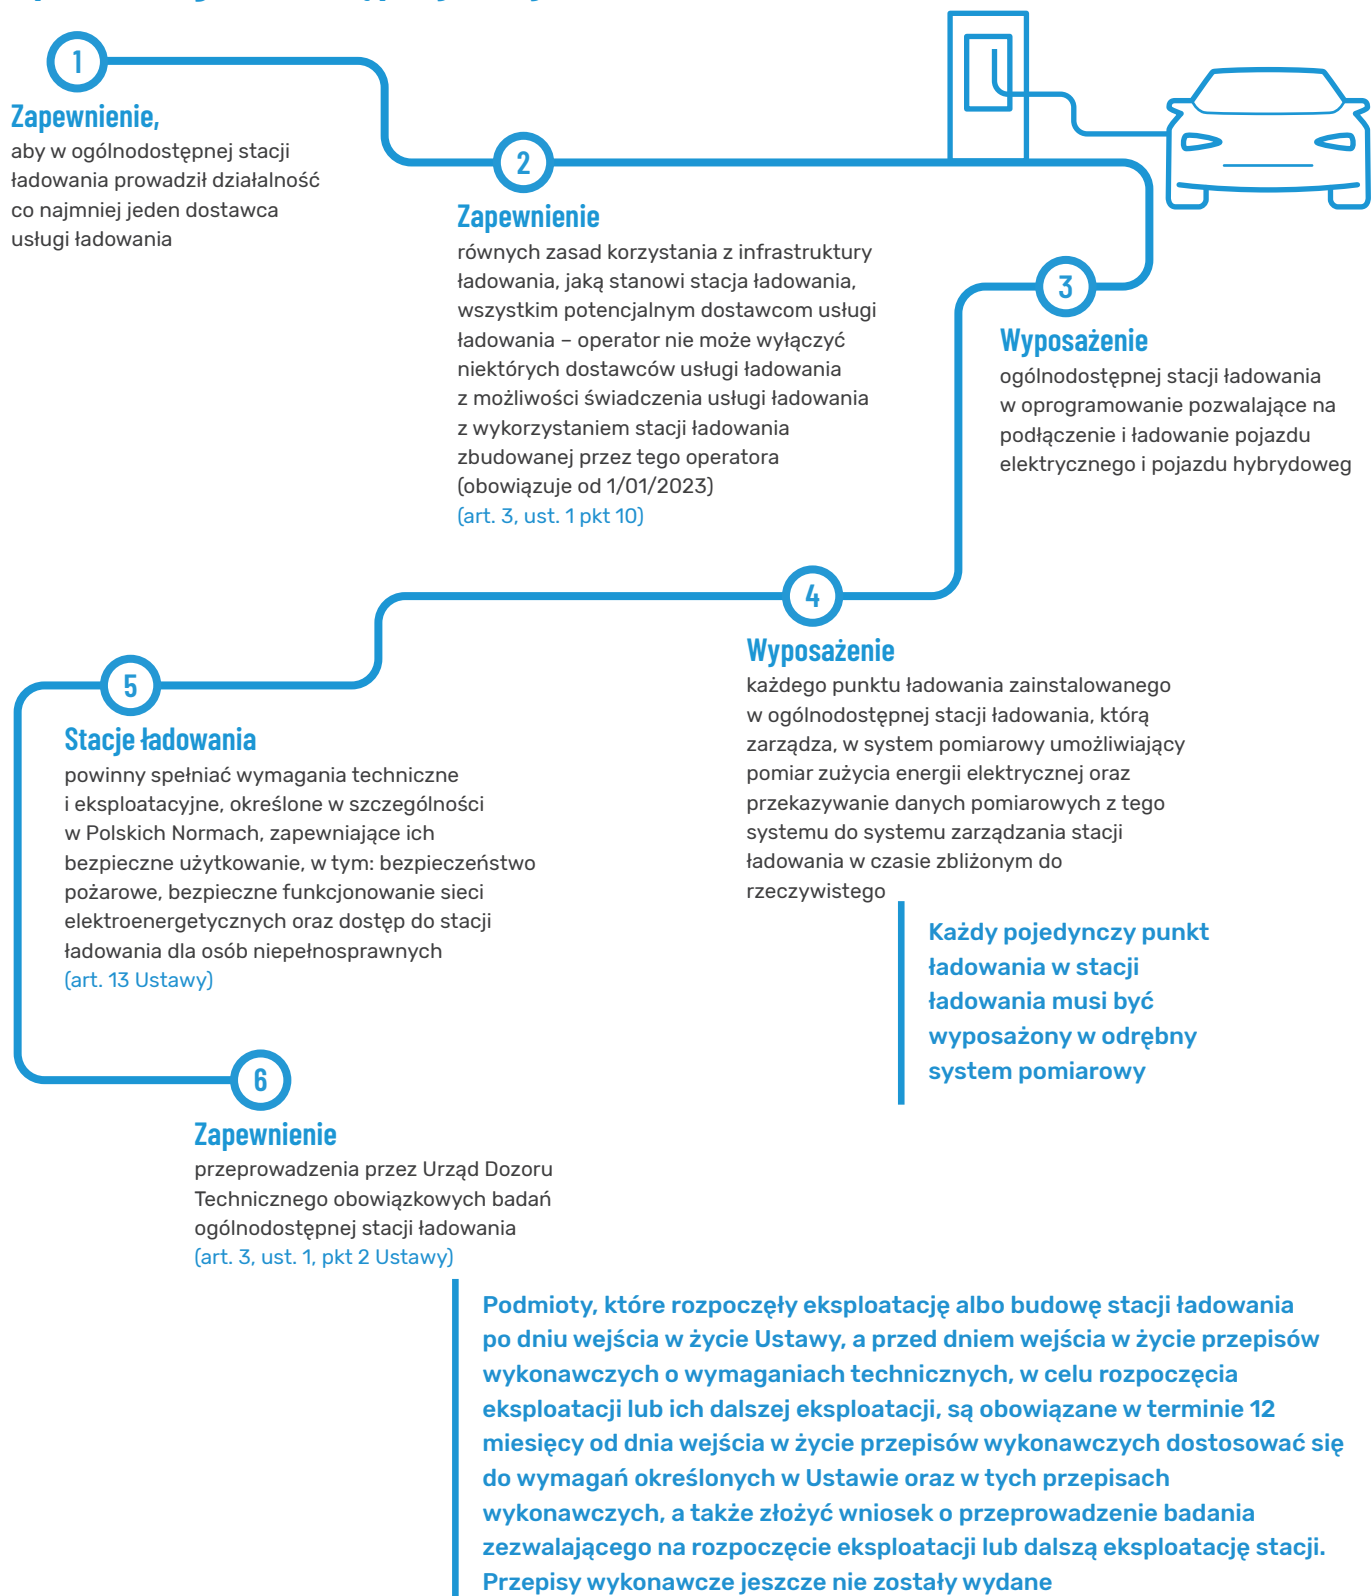 1
Zapewnienie,
aby w ogólnodostępnej stacji
ładowania prowadził działalność
co najmniej jeden dostawca
usługi ładowania
2
Zapewnienie
równych zasad korzystania z infrastruktury
ładowania, jaką stanowi stacja ładowania,
wszystkim potencjalnym dostawcom usługi
ładowania – operator nie może wyłączyć
niektórych dostawców usługi ładowania
z możliwości świadczenia usługi ładowania
z wykorzystaniem stacji ładowania
zbudowanej przez tego operatora
(obowiązuje od 1/01/2023)
(art. 3, ust. 1 pkt 10)
3
Wyposażenie
ogólnodostępnej stacji ładowania
w oprogramowanie pozwalające na
podłączenie i ładowanie pojazdu
elektrycznego i pojazdu hybrydoweg
4
Wyposażenie
każdego punktu ładowania zainstalowanego
w ogólnodostępnej stacji ładowania, którą
zarządza, w system pomiarowy umożliwiający
pomiar zużycia energii elektrycznej oraz
przekazywanie danych pomiarowych z tego
systemu do systemu zarządzania stacji
ładowania w czasie zbliżonym do
rzeczywistego
Każdy pojedynczy punkt
ładowania w stacji
ładowania musi być
wyposażony w odrębny
system pomiarowy
5
Stacje ładowania
powinny spełniać wymagania techniczne
i eksploatacyjne, określone w szczególności
w Polskich Normach, zapewniające ich
bezpieczne użytkowanie, w tym: bezpieczeństwo
pożarowe, bezpieczne funkcjonowanie sieci
elektroenergetycznych oraz dostęp do stacji
ładowania dla osób niepełnosprawnych
(art. 13 Ustawy)
6
Zapewnienie
przeprowadzenia przez Urząd Dozoru
Technicznego obowiązkowych badań
ogólnodostępnej stacji ładowania
(art. 3, ust. 1, pkt 2 Ustawy)
Podmioty, które rozpoczęły eksploatację albo budowę stacji ładowania
po dniu wejścia w życie Ustawy, a przed dniem wejścia w życie przepisów
wykonawczych o wymaganiach technicznych, w celu rozpoczęcia
eksploatacji lub ich dalszej eksploatacji, są obowiązane w terminie 12
miesięcy od dnia wejścia w życie przepisów wykonawczych dostosować się
do wymagań określonych w Ustawie oraz w tych przepisach
wykonawczych, a także złożyć wniosek o przeprowadzenie badania
zezwalającego na rozpoczęcie eksploatacji lub dalszą eksploatację stacji.
Przepisy wykonawcze jeszcze nie zostały wydane